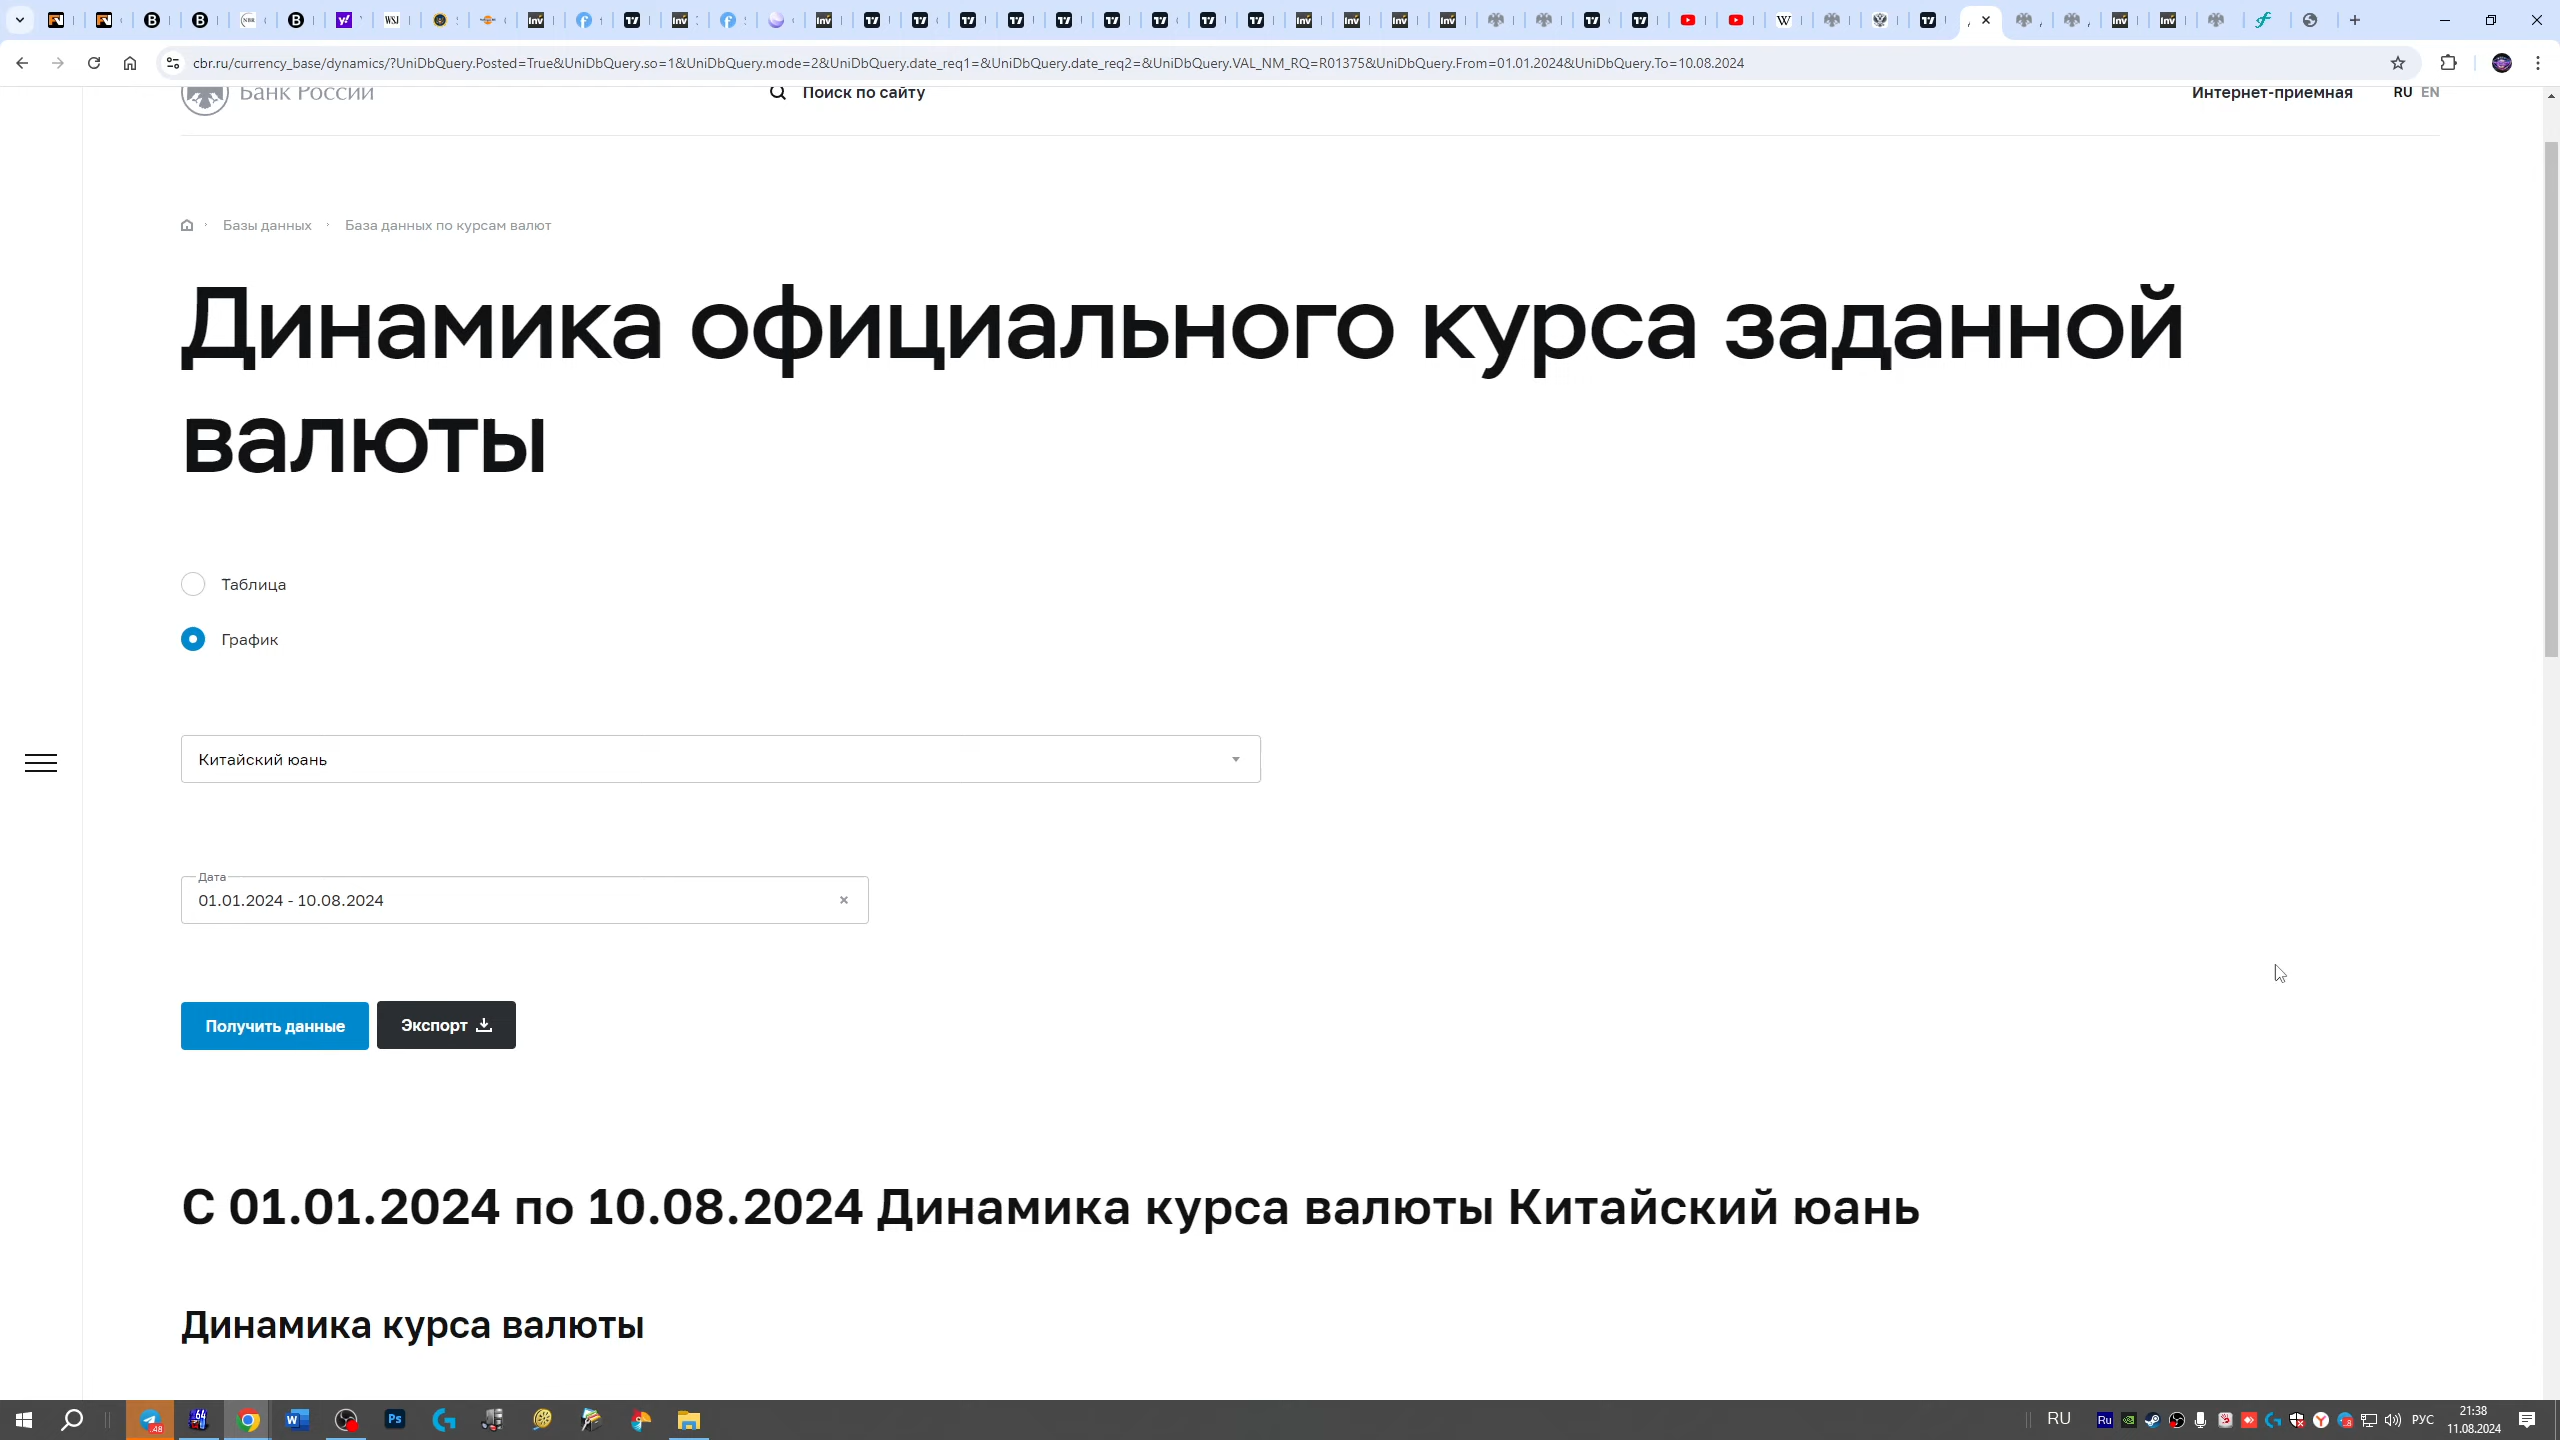 cbr.ru/currency_base/dynamics/?UniDbQuery.Posted=True&UniDbQuery.so=1&UniDbQuery.mode=2&UniDbQuery.date_req1=&UniDbQuery.date_req2=&UniDbQuery.VAL_NM_RQ=R01375&UniDbQuery.From=01.01.2024&UniDbQuery.To=10.08.2024
Банк России
Поиск по сайту
Интернет-приемная
RU EN
Базы данных
База данных по курсам валют
Динамика официального курса заданной
валюты
Таблица
График
Китайский юань
Дата
01.01.2024 - 10.08.2024
Получить данные
Экспорт
С 01.01.2024 по 10.08.2024 Динамика курса валюты Китайский юань
Динамика курса валюты
RU
РУС
21:38
11.08.2024